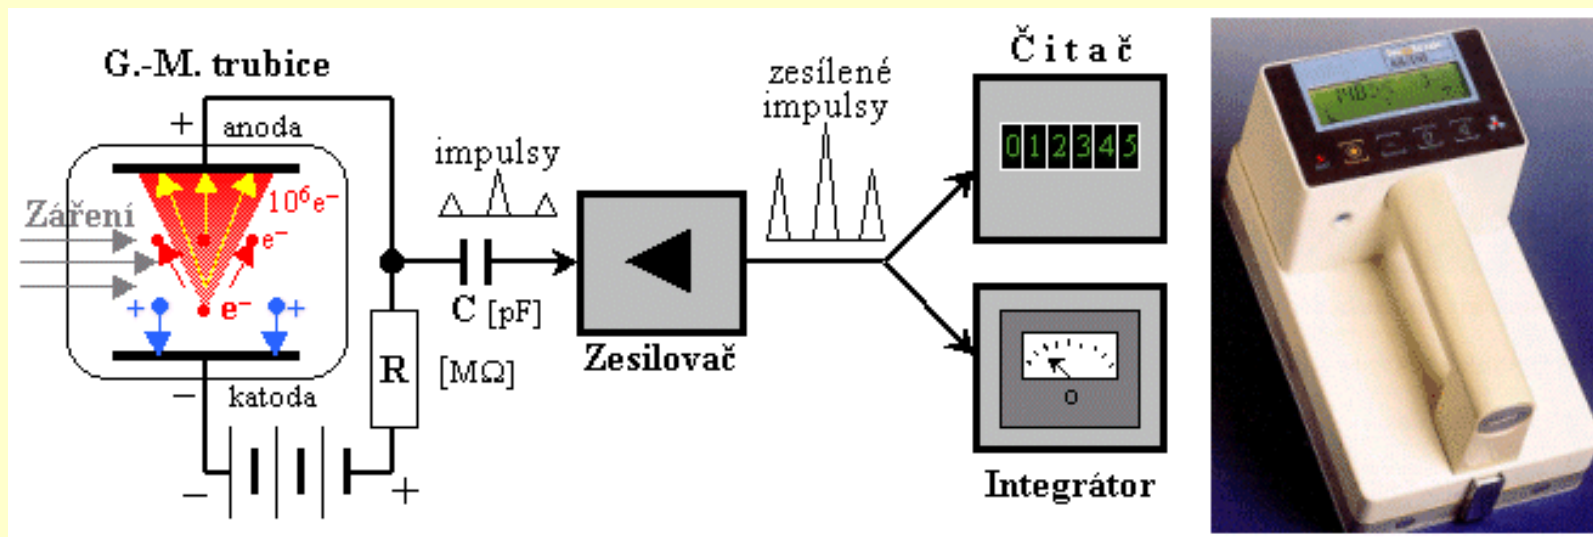 G.-M. trubice
+
anoda
Záření
10⁶e⁻
e⁻
+ e⁻ +
−
katoda
− +
R
[MΩ]
impulsy
C [pF]
Zesilovač
zesílené
impulsy
Čitač
012345
0
Integrátor